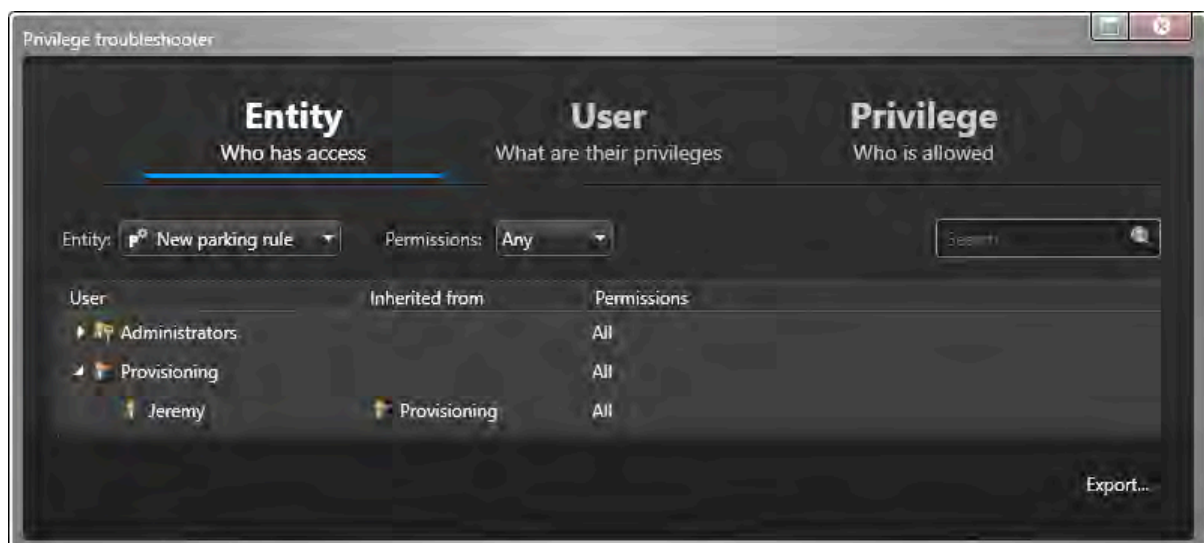 Privilege troubleshooter
Entity User Privilege
Who has access What are their privileges Who is allowed
Entity: New parking rule Permissions: Any Search
User Inherited from Permissions
Administrators All
Provisioning All
Jeremy Provisioning All
Export...